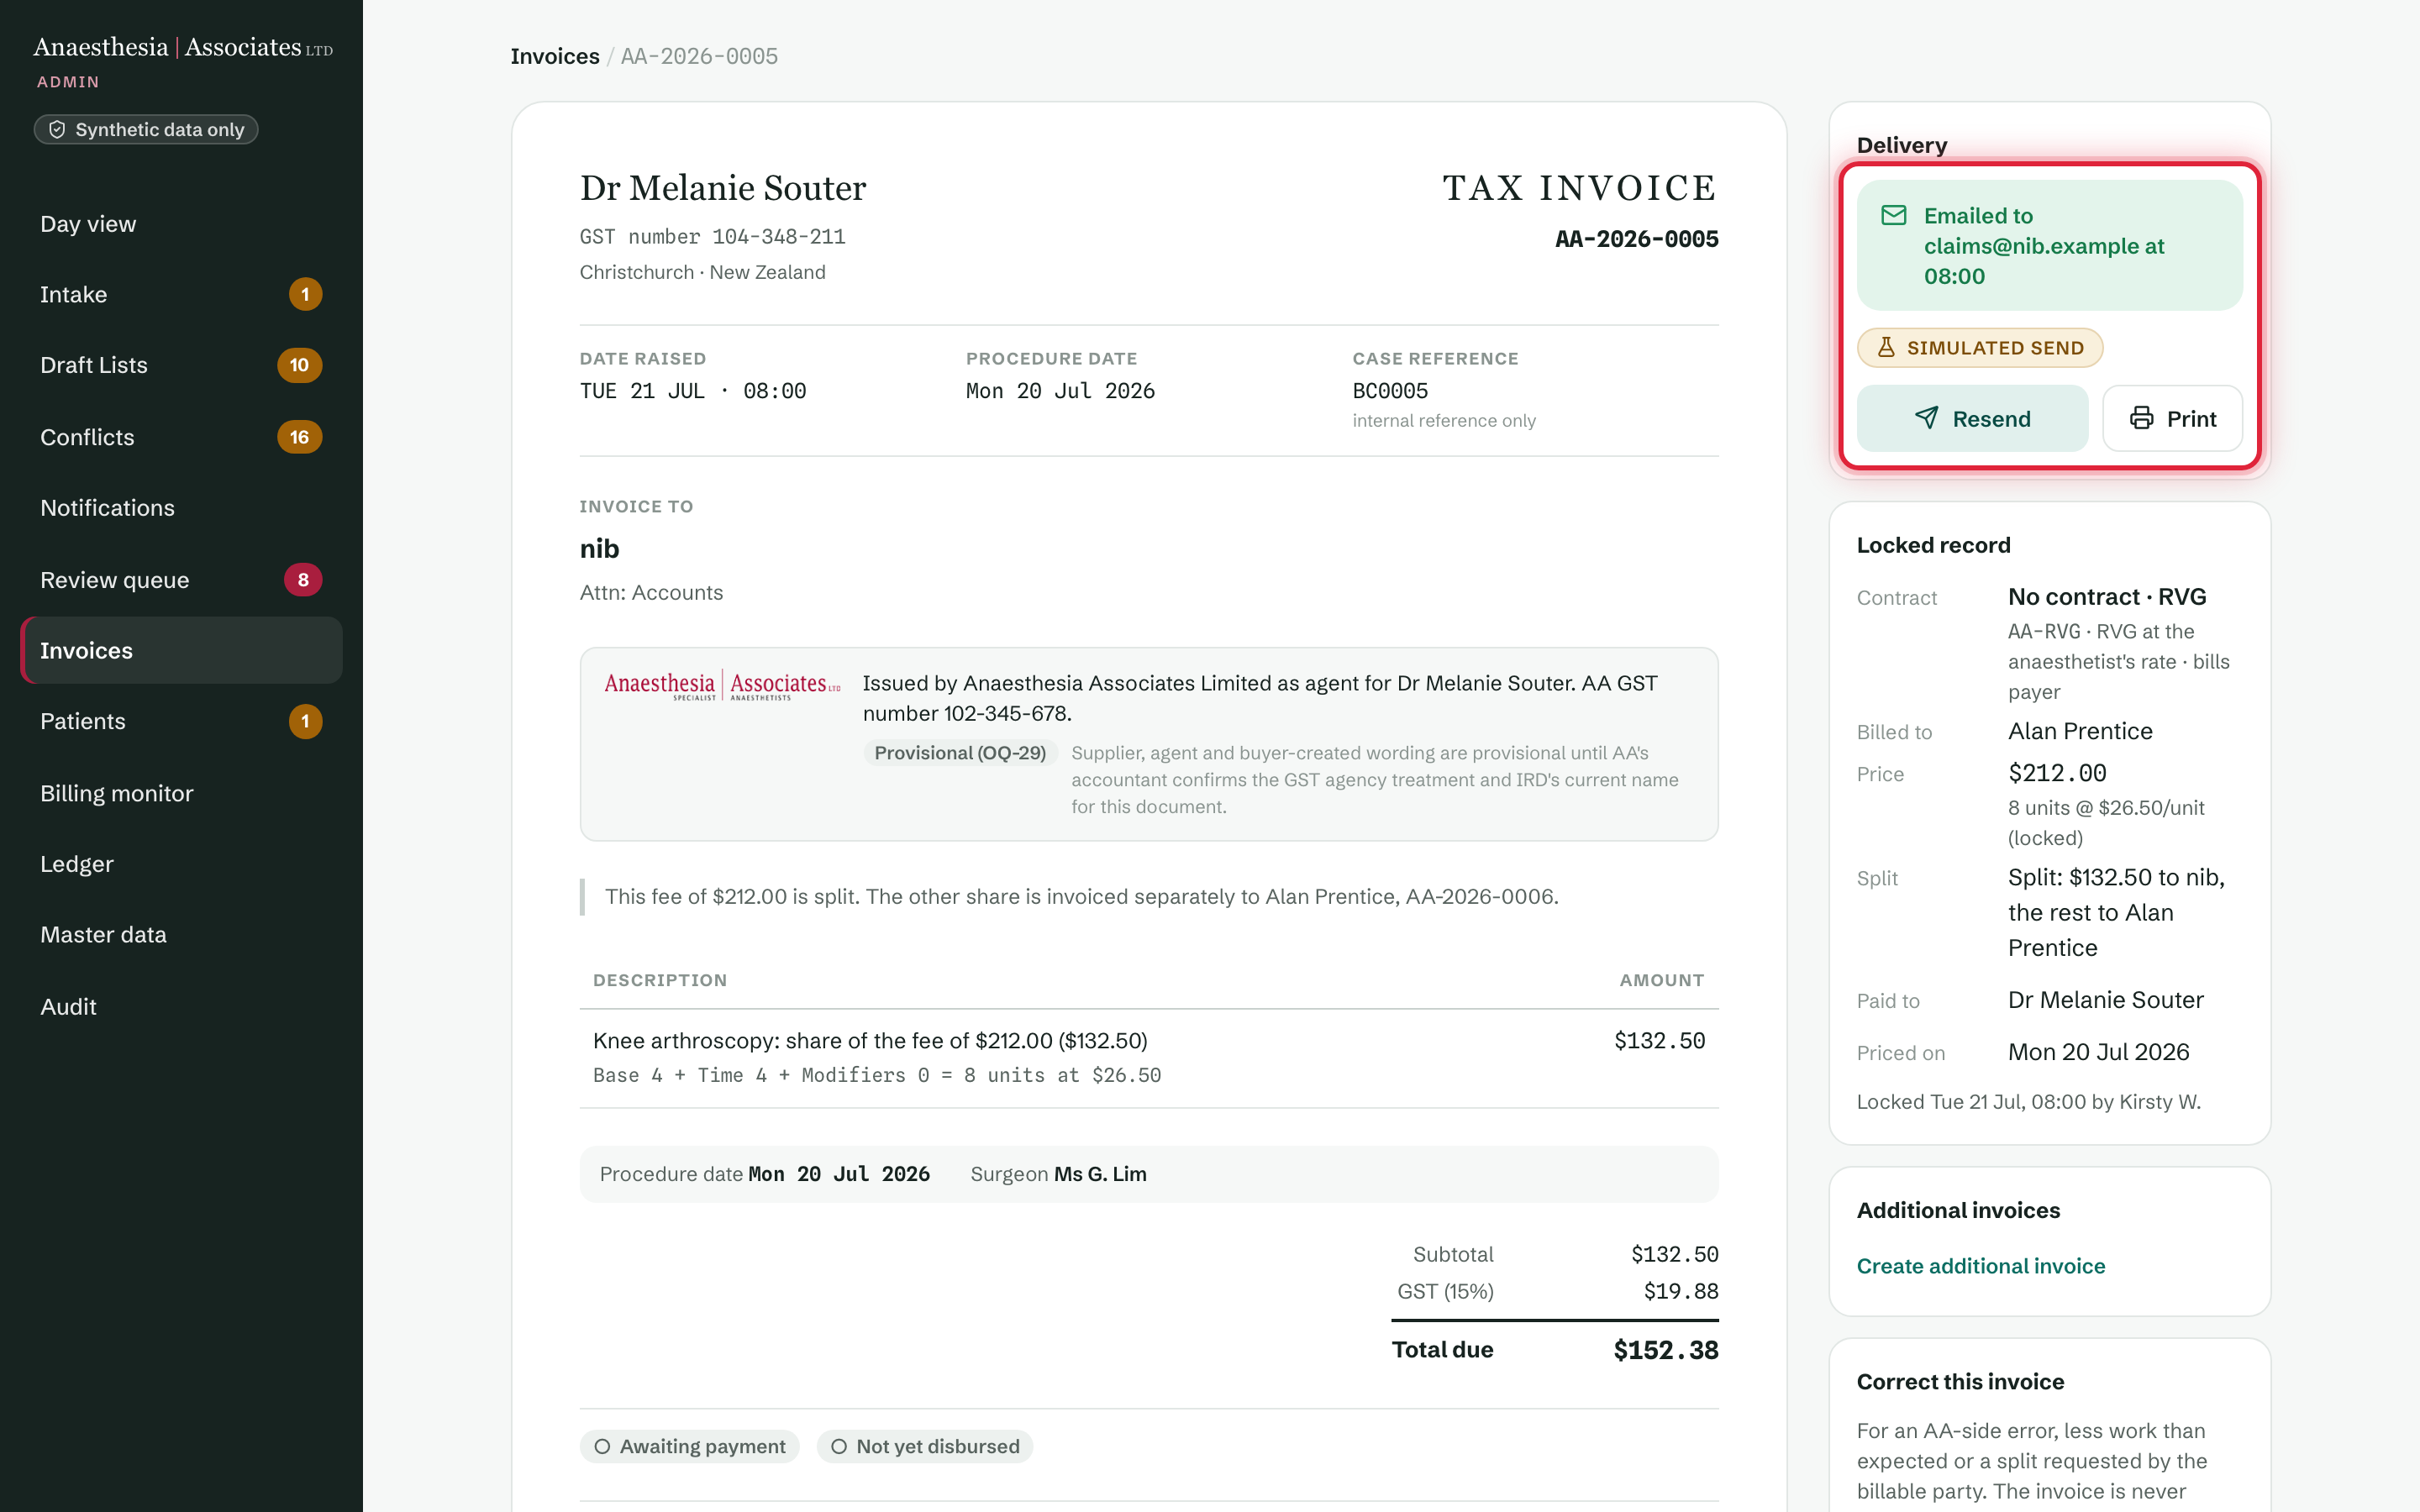 Anaesthesia | Associates LTD
ADMIN
Synthetic data only
Day view
Intake 1
Draft Lists 10
Conflicts 16
Notifications
Review queue 8
Invoices
Patients 1
Billing monitor
Ledger
Master data
Audit
Invoices / AA-2026-0005
Dr Melanie Souter
GST number 104-348-211
Christchurch · New Zealand
TAX INVOICE
AA-2026-0005
DATE RAISED
TUE 21 JUL · 08:00
PROCEDURE DATE
Mon 20 Jul 2026
CASE REFERENCE
BC0005
internal reference only
INVOICE TO
nib
Attn: Accounts
Anaesthesia | Associates LTD
SPECIALIST ANAESTHETISTS
Issued by Anaesthesia Associates Limited as agent for Dr Melanie Souter. AA GST
number 102-345-678.
Provisional (OQ-29)
Supplier, agent and buyer-created wording are provisional until AA's
accountant confirms the GST agency treatment and IRD's current name
for this document.
This fee of $212.00 is split. The other share is invoiced separately to Alan Prentice, AA-2026-0006.
DESCRIPTION AMOUNT
Knee arthroscopy: share of the fee of $212.00 ($132.50) $132.50
Base 4 + Time 4 + Modifiers 0 = 8 units at $26.50
Procedure date Mon 20 Jul 2026 Surgeon Ms G. Lim
Subtotal $132.50
GST (15%) $19.88
Total due $152.38
Awaiting payment
Not yet disbursed
Delivery
Emailed to
claims@nib.example at
08:00
SIMULATED SEND
Resend
Print
Locked record
Contract No contract · RVG
AA-RVG · RVG at the
anaesthetist's rate · bills
payer
Billed to Alan Prentice
Price $212.00
8 units @ $26.50/unit
(locked)
Split Split: $132.50 to nib,
the rest to Alan
Prentice
Paid to Dr Melanie Souter
Priced on Mon 20 Jul 2026
Locked Tue 21 Jul, 08:00 by Kirsty W.
Additional invoices
Create additional invoice
Correct this invoice
For an AA-side error, less work than
expected or a split requested by the
billable party. The invoice is never